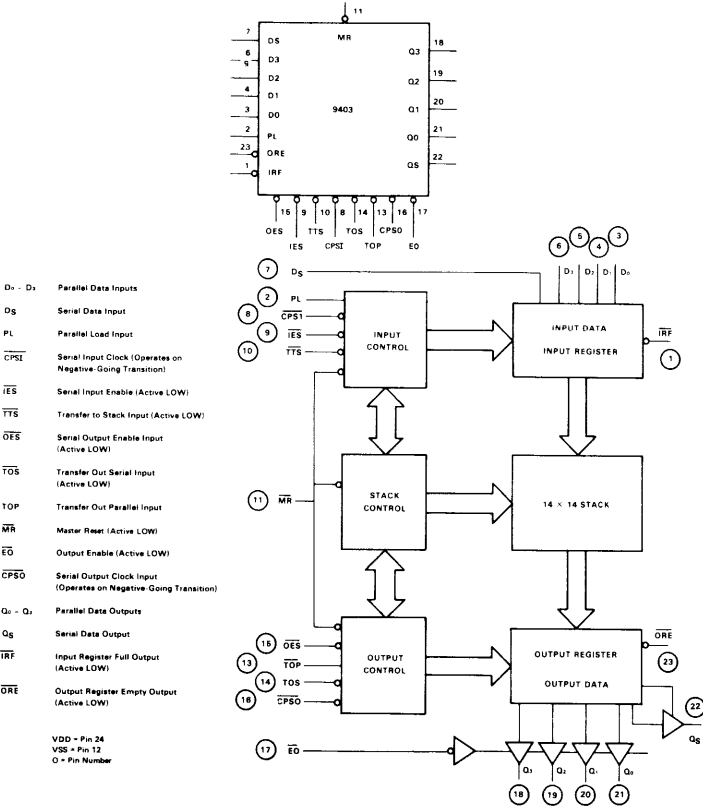 11
MR
7 DS
6 D3
9 D2
4 D1
3 D0
2 PL
23 ORE
1 IRF
9403
Q3 18
Q2 19
Q1 20
Q0 21
QS 22
15 9 10 8 14 13 16 17
OES IES TTS CPSI TOS TOP CPSO EO
D0 - D3 Parallel Data Inputs
DS Serial Data Input
PL Parallel Load Input
CPSI Serial Input Clock (Operates on
Negative-Going Transition)
IES Serial Input Enable (Active LOW)
TTS Transfer to Stack Input (Active LOW)
OES Serial Output Enable Input
(Active LOW)
TOS Transfer Out Serial Input
(Active LOW)
TOP Transfer Out Parallel Input
MR Master Reset (Active LOW)
EO Output Enable (Active LOW)
CPSO Serial Output Clock Input
(Operates on Negative-Going Transition)
Q0 - Q3 Parallel Data Outputs
QS Serial Data Output
IRF Input Register Full Output
(Active LOW)
ORE Output Register Empty Output
(Active LOW)
VDD = Pin 24
VSS = Pin 12
O = Pin Number
7 DS
6 5 4 3
D3 D2 D1 D0
2 PL
8 CPS1
9 IES
10 TTS
INPUT
CONTROL
INPUT DATA
INPUT REGISTER
IRF
1
11 MR
STACK
CONTROL
14 × 14 STACK
15 OES
13 TOP
14 TOS
16 CPSO
OUTPUT
CONTROL
OUTPUT REGISTER
OUTPUT DATA
ORE
23
22
QS
17 EO
Q3 Q2 Q1 Q0
18 19 20 21